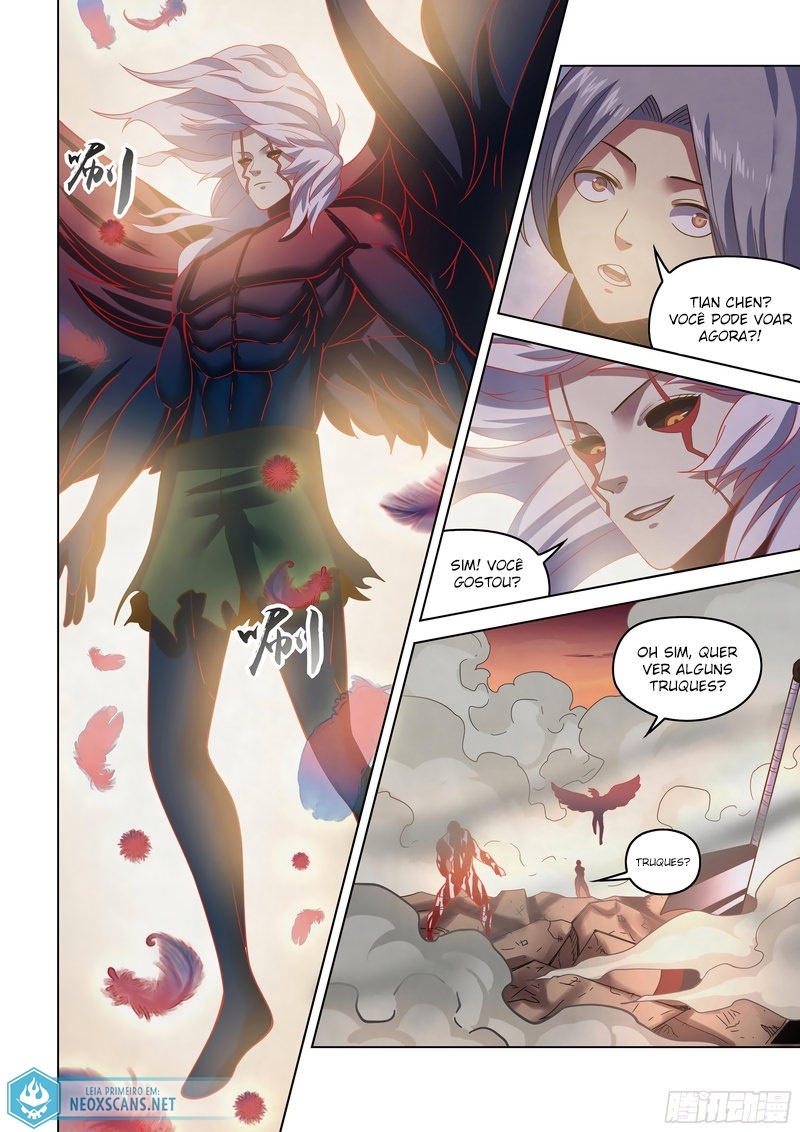 唰
TIAN CHEN?
VOCÊ PODE VOAR
AGORA?!
SIM! VOCÊ
GOSTOU?
唰
OH SIM, QUER
VER ALGUNS
TRUQUES?
TRUQUES?
LEIA PRIMEIRO EM:
NEOXSCANS.NET
腾讯动漫